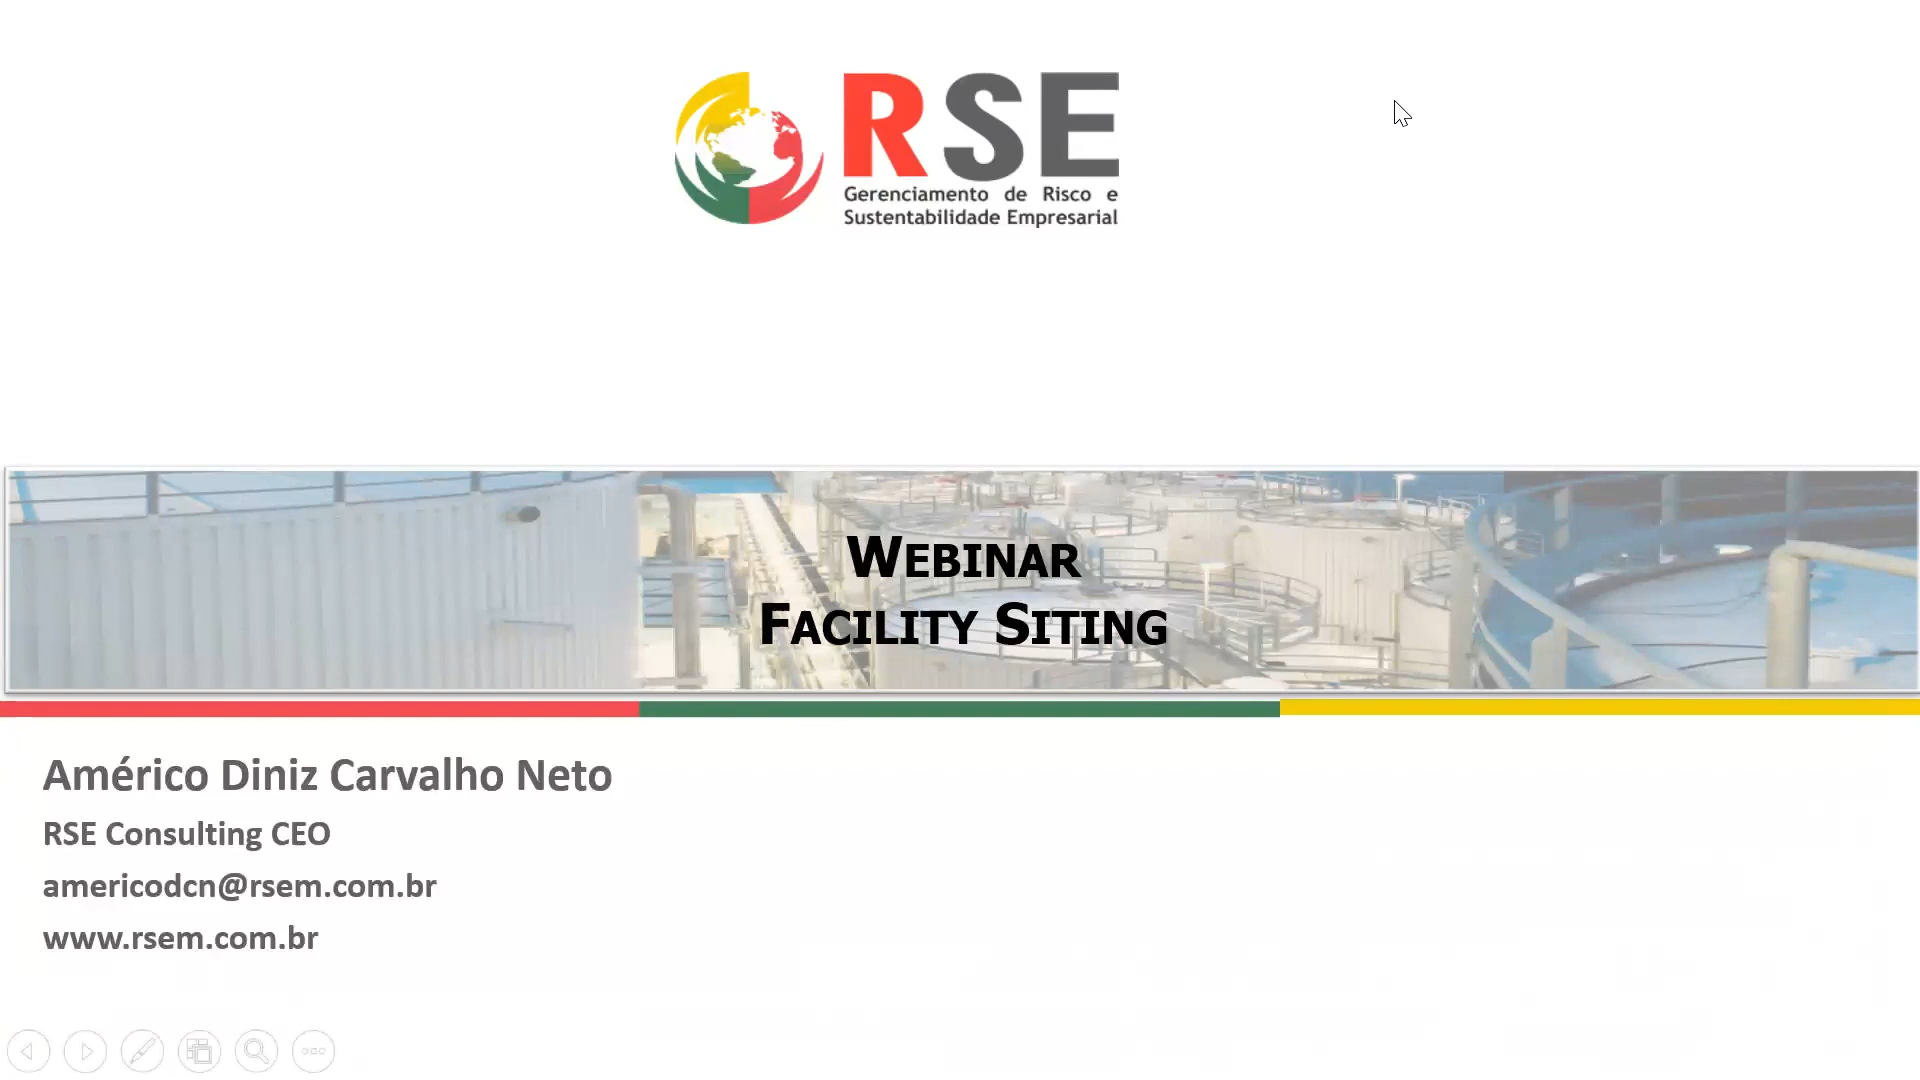 RSE
Gerenciamento de Risco e
Sustentabilidade Empresarial
WEBINAR
FACILITY SITING
Américo Diniz Carvalho Neto
RSE Consulting CEO
americodcn@rsem.com.br
www.rsem.com.br